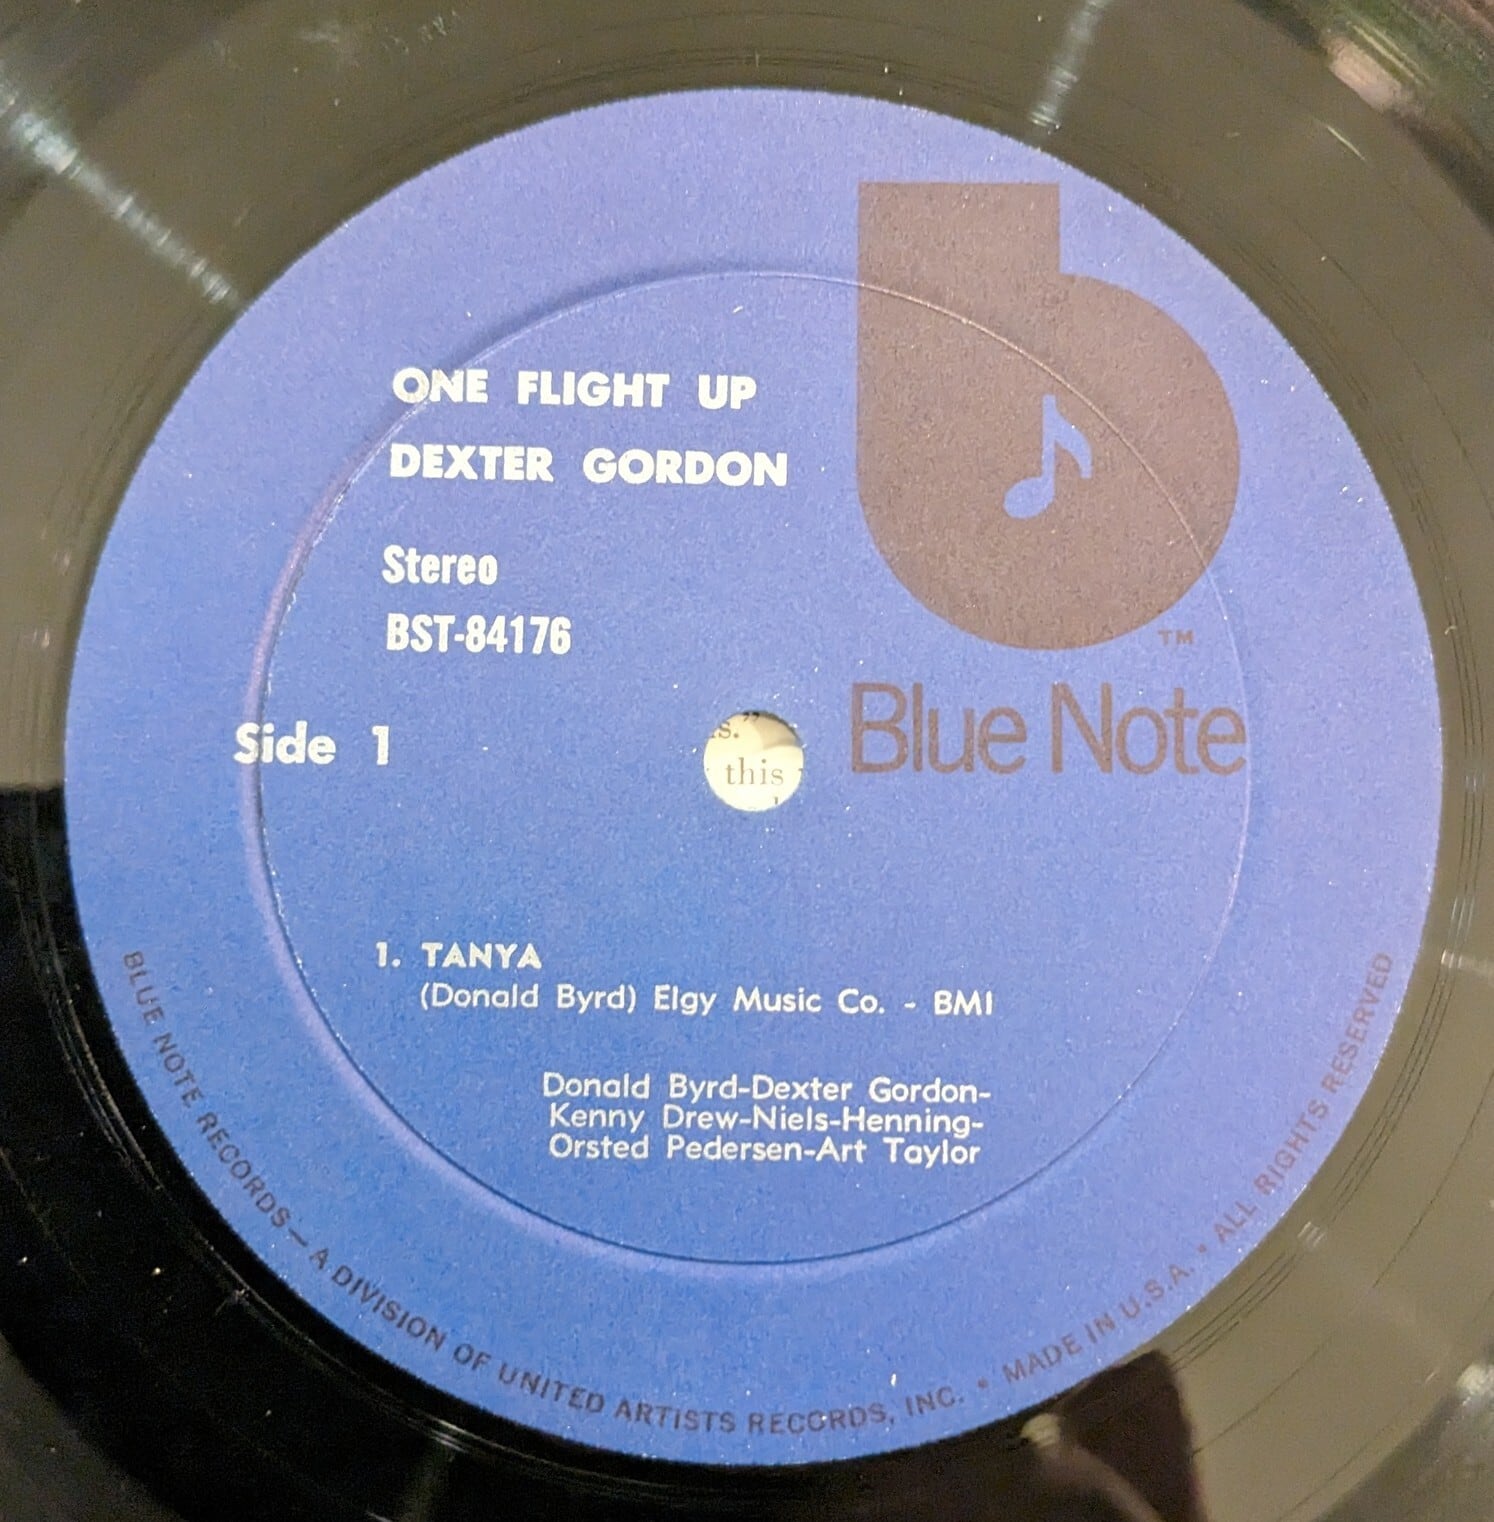 ONE FLIGHT UP
DEXTER GORDON
Stereo
BST-84176
Side 1
TM
Blue Note
this
1. TANYA
(Donald Byrd) Elgy Music Co. - BMI
Donald Byrd-Dexter Gordon-
Kenny Drew-Niels-Henning-
Orsted Pedersen-Art Taylor
BLUE NOTE RECORDS — A DIVISION OF UNITED ARTISTS RECORDS, INC. • MADE IN U.S.A. • ALL RIGHTS RESERVED